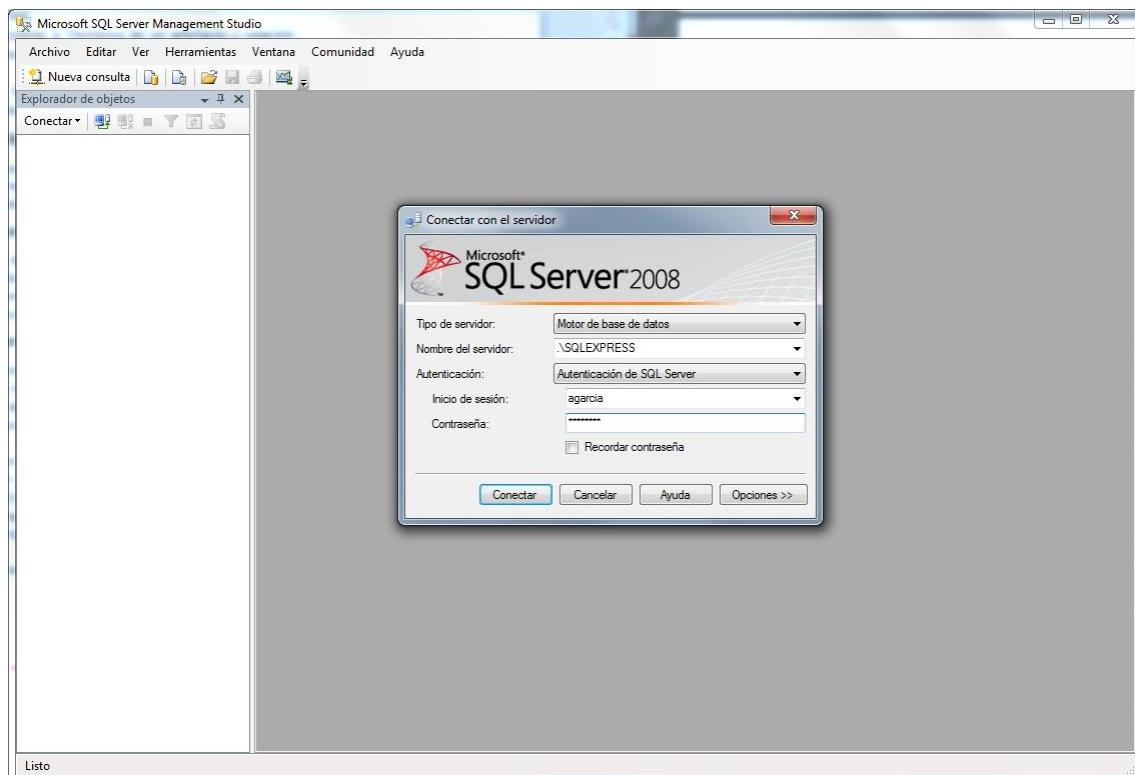 Microsoft SQL Server Management Studio
Archivo Editar Ver Herramientas Ventana Comunidad Ayuda
Nueva consulta
Explorador de objetos
Conectar
Conectar con el servidor
Microsoft®
SQL Server® 2008
Tipo de servidor: Motor de base de datos
Nombre del servidor: .\SQLEXPRESS
Autenticación: Autenticación de SQL Server
Inicio de sesión: agarcia
Contraseña: ********
Recordar contraseña
Conectar Cancelar Ayuda Opciones >>
Listo